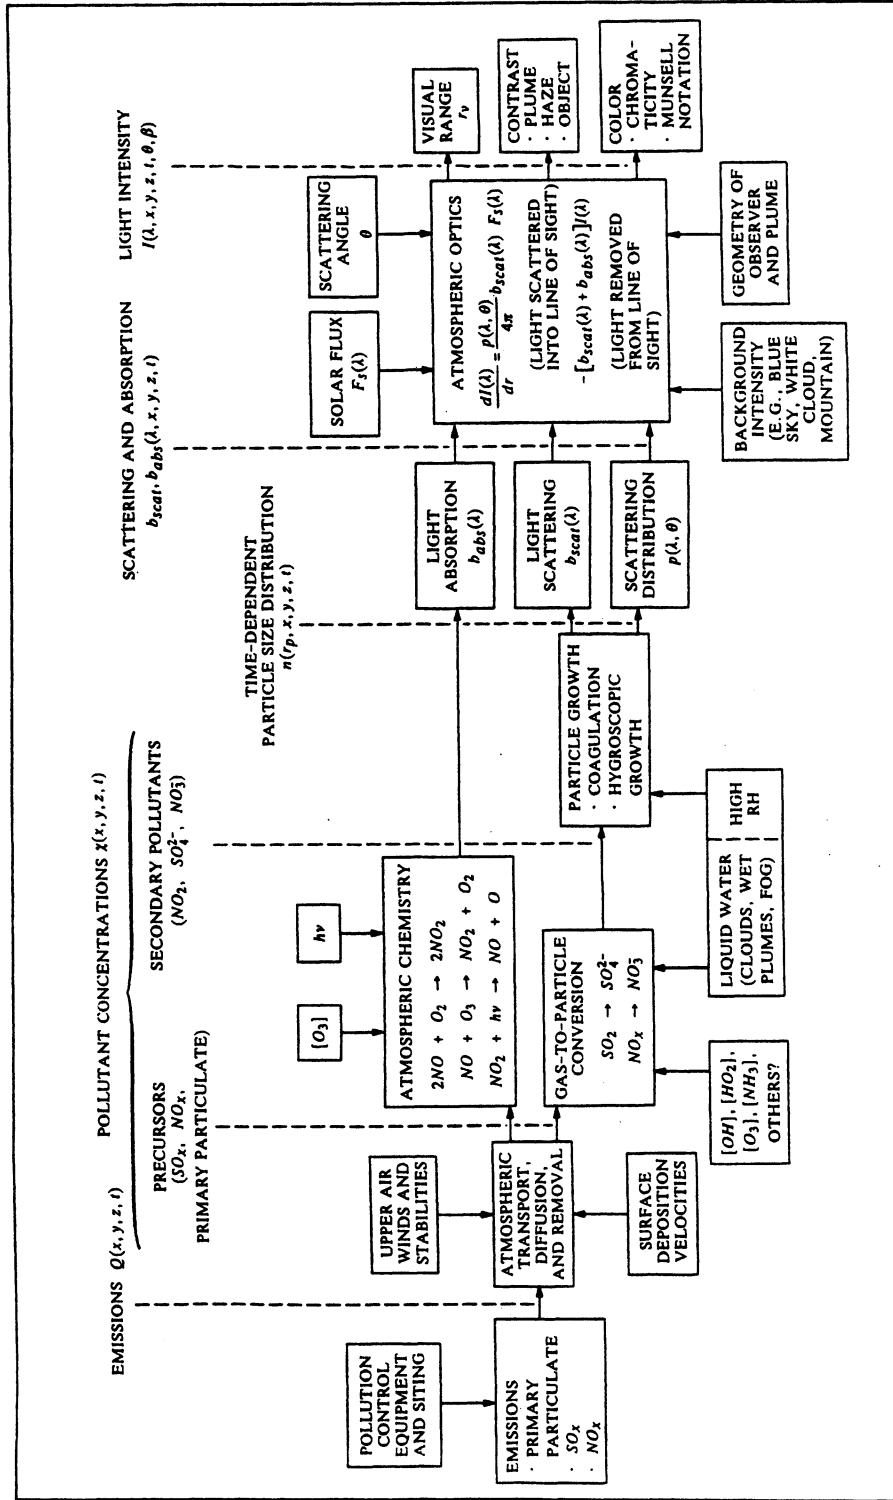 EMISSIONS Q(x, y, z, t)
POLLUTANT CONCENTRATIONS χ(x, y, z, t)
PRECURSORS
(SOx, NOx,
PRIMARY PARTICULATE)
SECONDARY POLLUTANTS
(NO2, SO4^2-, NO3^-)
TIME-DEPENDENT
PARTICLE SIZE DISTRIBUTION
n(rp, x, y, z, t)
SCATTERING AND ABSORPTION
bscat, babs(λ, x, y, z, t)
LIGHT INTENSITY
I(λ, x, y, z, t, θ, β)
POLLUTION
CONTROL
EQUIPMENT
AND SITING
EMISSIONS
· PRIMARY
PARTICULATE
· SOx
· NOx
UPPER AIR
WINDS AND
STABILITIES
ATMOSPHERIC
TRANSPORT,
DIFFUSION,
AND REMOVAL
SURFACE
DEPOSITION
VELOCITIES
[O3]
hν
ATMOSPHERIC CHEMISTRY
2NO + O2 → 2NO2
NO + O3 → NO2 + O2
NO2 + hν → NO + O
GAS-TO-PARTICLE
CONVERSION
SO2 → SO4^2-
NOx → NO3^-
[OH], [HO2],
[O3], [NH3],
OTHERS?
LIQUID WATER
(CLOUDS, WET
PLUMES, FOG)
HIGH
RH
PARTICLE GROWTH
· COAGULATION
· HYGROSCOPIC
GROWTH
LIGHT
ABSORPTION
babs(λ)
LIGHT
SCATTERING
bscat(λ)
SCATTERING
DISTRIBUTION
p(λ, θ)
SOLAR FLUX
Fs(λ)
SCATTERING
ANGLE
θ
ATMOSPHERIC OPTICS
dI(λ)/dr = p(λ, θ)/4π bscat(λ) Fs(λ)
(LIGHT SCATTERED
INTO LINE OF SIGHT)
-[bscat(λ) + babs(λ)]I(λ)
(LIGHT REMOVED
FROM LINE OF
SIGHT)
BACKGROUND
INTENSITY
(E.G., BLUE
SKY, WHITE
CLOUD,
MOUNTAIN)
GEOMETRY OF
OBSERVER
AND PLUME
VISUAL
RANGE
rv
CONTRAST
· PLUME
· HAZE
· OBJECT
COLOR
· CHROMA-
TICITY
· MUNSELL
NOTATION